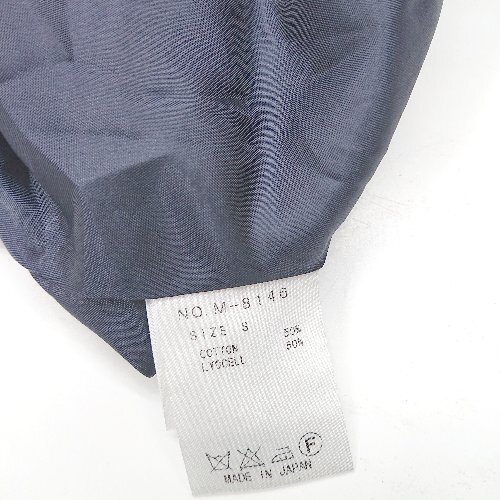 NO.M-8146
SIZE S
COTTON 50%
LYOCELL 50%
F
MADE IN JAPAN